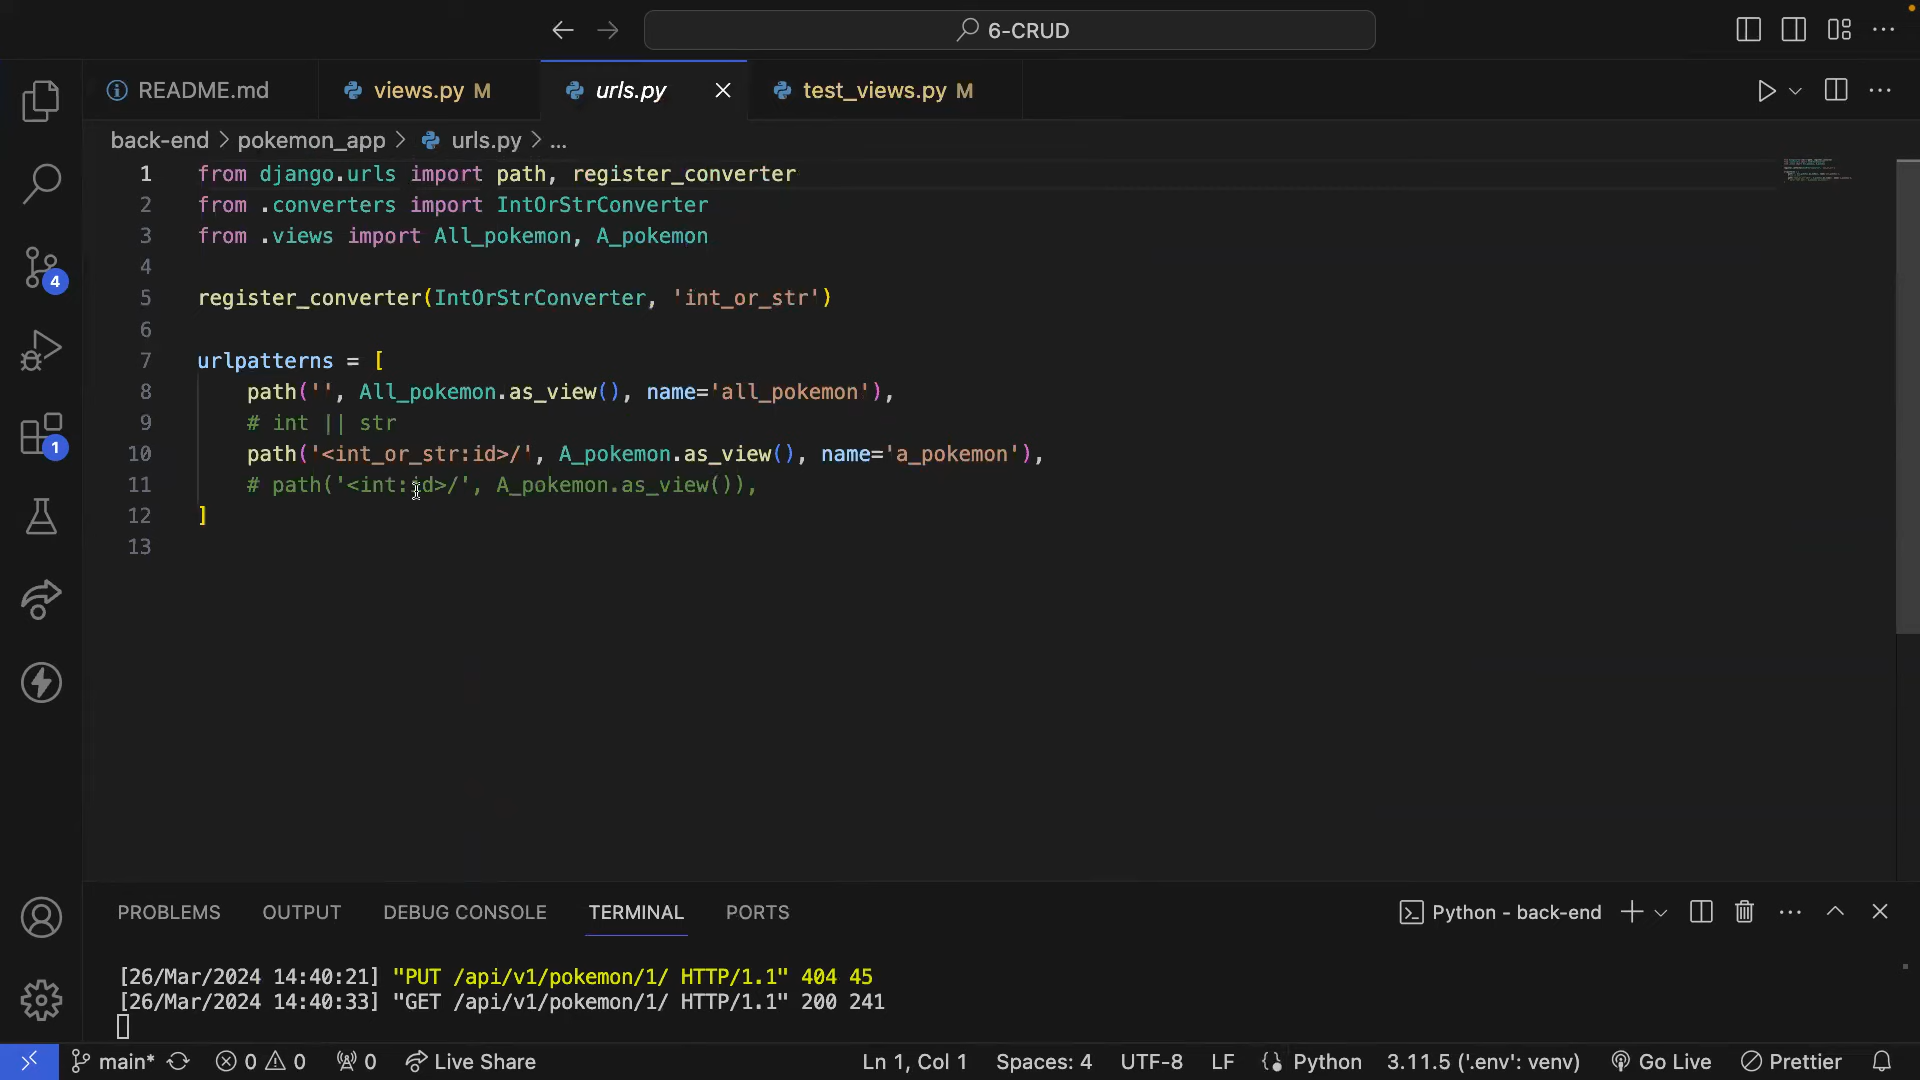 6-CRUD
README.md
views.py M
urls.py
test_views.py M
back-end > pokemon_app > urls.py > ...
1 from django.urls import path, register_converter
2 from .converters import IntOrStrConverter
3 from .views import All_pokemon, A_pokemon
4
5 register_converter(IntOrStrConverter, 'int_or_str')
6
7 urlpatterns = [
8 path('', All_pokemon.as_view(), name='all_pokemon'),
9 # int || str
10 path('<int_or_str:id>/', A_pokemon.as_view(), name='a_pokemon'),
11 # path('<int:id>/', A_pokemon.as_view()),
12 ]
13
4
1
PROBLEMS OUTPUT DEBUG CONSOLE TERMINAL PORTS
Python - back-end
[26/Mar/2024 14:40:21] "PUT /api/v1/pokemon/1/ HTTP/1.1" 404 45
[26/Mar/2024 14:40:33] "GET /api/v1/pokemon/1/ HTTP/1.1" 200 241
main* 0 0 0 Live Share Ln 1, Col 1 Spaces: 4 UTF-8 LF Python 3.11.5 ('.env': venv) Go Live Prettier